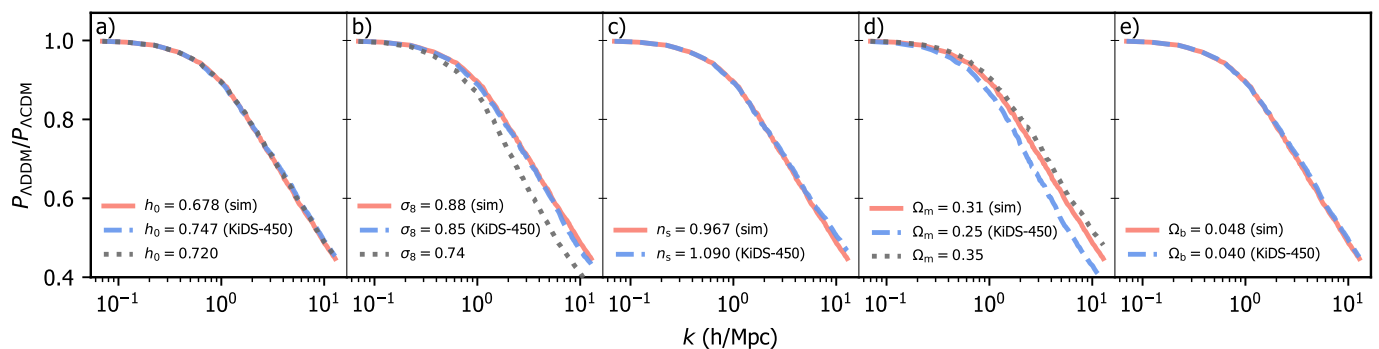 a)
b)
c)
d)
e)
P_ΛDDM/P_ΛCDM
1.0
0.8
0.6
0.4
h₀ = 0.678 (sim)
h₀ = 0.747 (KiDS-450)
h₀ = 0.720
σ₈ = 0.88 (sim)
σ₈ = 0.85 (KiDS-450)
σ₈ = 0.74
nₛ = 0.967 (sim)
nₛ = 1.090 (KiDS-450)
Ωₘ = 0.31 (sim)
Ωₘ = 0.25 (KiDS-450)
Ωₘ = 0.35
Ω_b = 0.048 (sim)
Ω_b = 0.040 (KiDS-450)
10⁻¹ 10⁰ 10¹
10⁻¹ 10⁰ 10¹
10⁻¹ 10⁰ 10¹
10⁻¹ 10⁰ 10¹
10⁻¹ 10⁰ 10¹
k (h/Mpc)